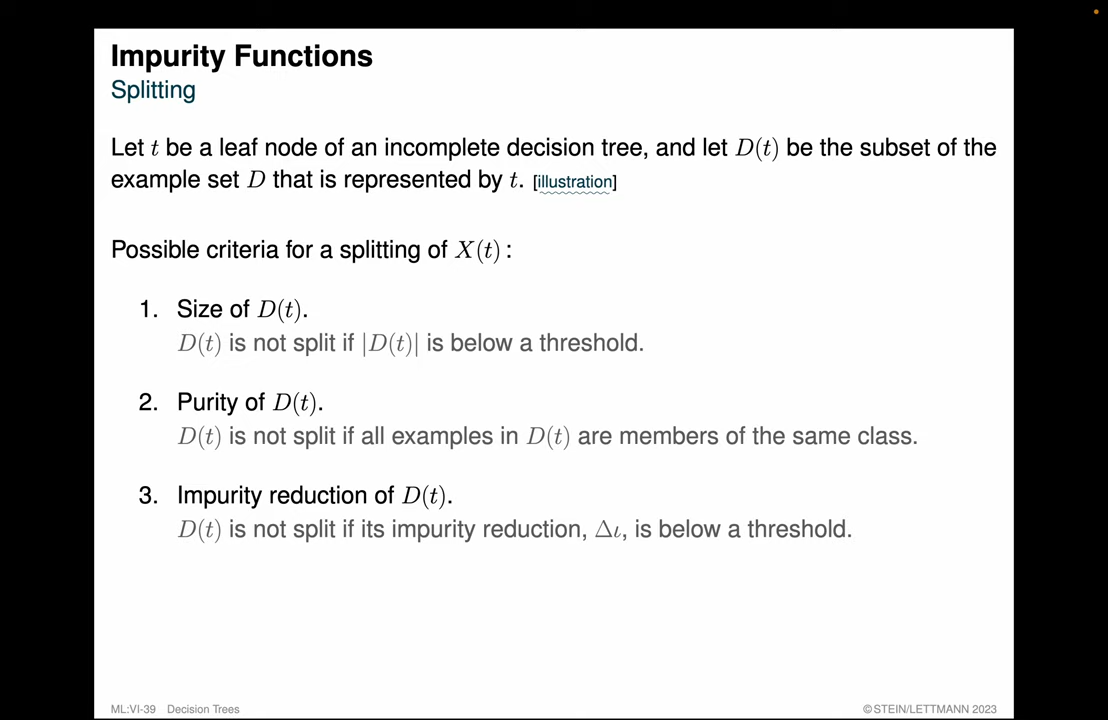 Impurity Functions
Splitting
Let t be a leaf node of an incomplete decision tree, and let D(t) be the subset of the
example set D that is represented by t. [illustration]
Possible criteria for a splitting of X(t) :
1. Size of D(t).
D(t) is not split if |D(t)| is below a threshold.
2. Purity of D(t).
D(t) is not split if all examples in D(t) are members of the same class.
3. Impurity reduction of D(t).
D(t) is not split if its impurity reduction, Δι, is below a threshold.
ML:VI-39 Decision Trees ©STEIN/LETTMANN 2023